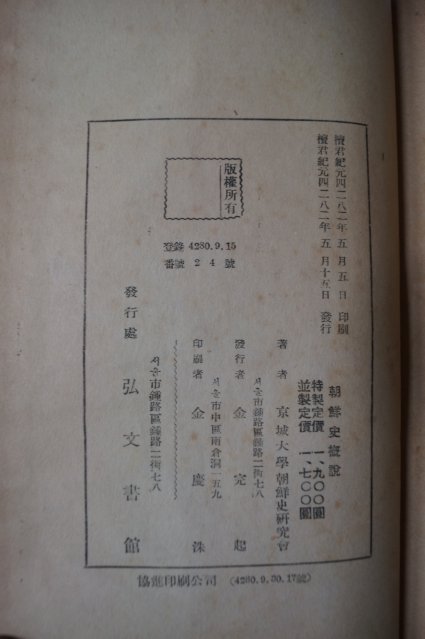 檀君紀元四二八二年五月五日 印刷
檀君紀元四二八二年五月十五日 發行
朝鮮史槪說
特製定價 一、九〇〇圓
並製定價 一、七〇〇圓
著者 京城大學朝鮮史硏究會
서울市鍾路區鍾路二街七八
發行者 金完起
서울市中區南倉洞一五九
印刷者 金慶洙
서울市鍾路區鍾路二街七八
發行處 弘文書館
版權所有
登錄 4280.9.15
番號 24號
印刷公司 (4280.9.30.17號)